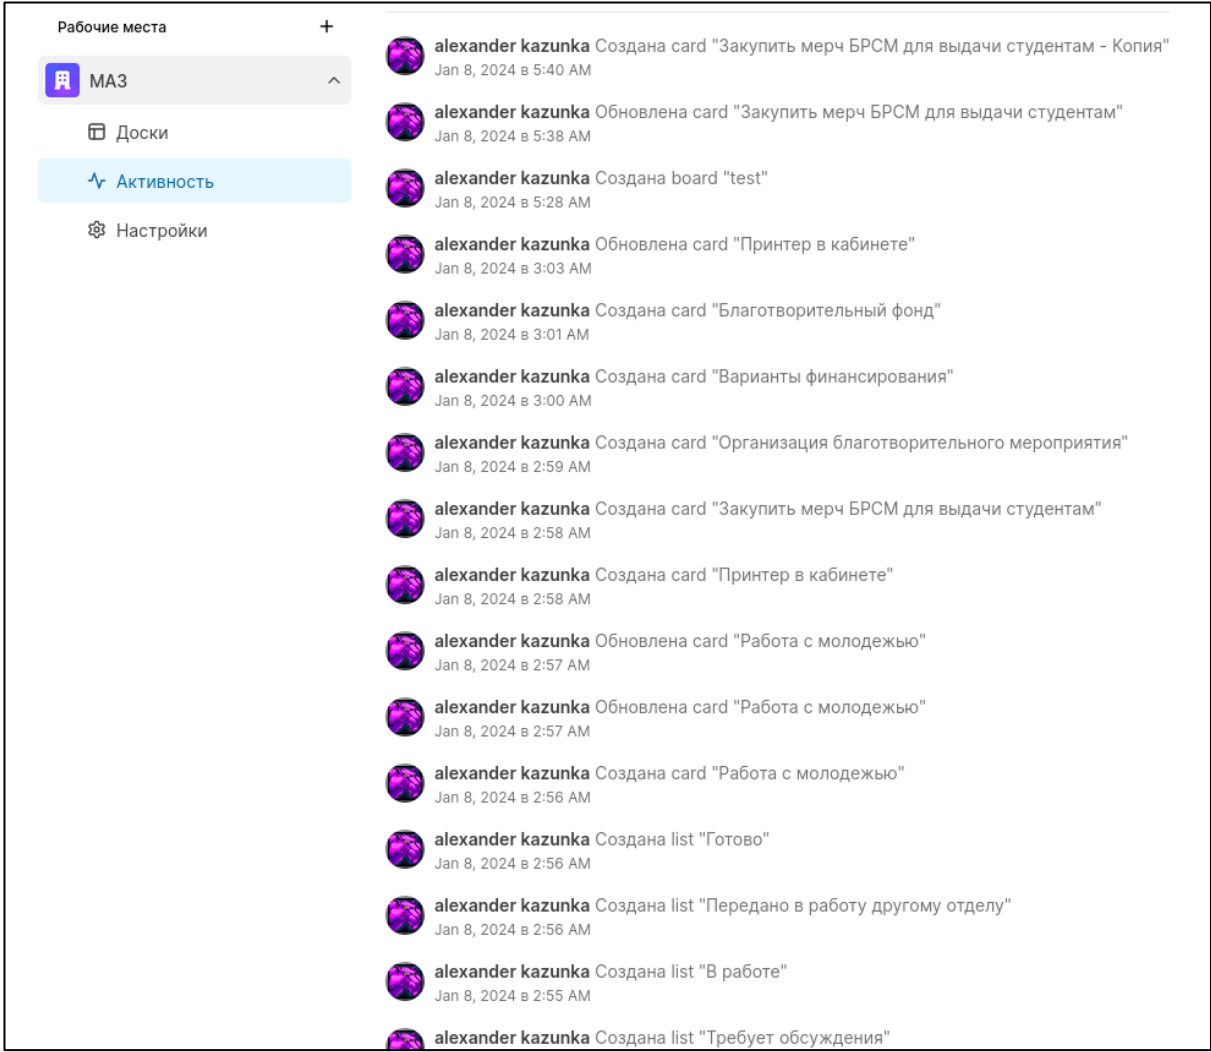 Рабочие места
МАЗ
Доски
Активность
Настройки
alexander kazunka Создана card "Закупить мерч БРСМ для выдачи студентам - Копия"
Jan 8, 2024 в 5:40 AM
alexander kazunka Обновлена card "Закупить мерч БРСМ для выдачи студентам"
Jan 8, 2024 в 5:38 AM
alexander kazunka Создана board "test"
Jan 8, 2024 в 5:28 AM
alexander kazunka Обновлена card "Принтер в кабинете"
Jan 8, 2024 в 3:03 AM
alexander kazunka Создана card "Благотворительный фонд"
Jan 8, 2024 в 3:01 AM
alexander kazunka Создана card "Варианты финансирования"
Jan 8, 2024 в 3:00 AM
alexander kazunka Создана card "Организация благотворительного мероприятия"
Jan 8, 2024 в 2:59 AM
alexander kazunka Создана card "Закупить мерч БРСМ для выдачи студентам"
Jan 8, 2024 в 2:58 AM
alexander kazunka Создана card "Принтер в кабинете"
Jan 8, 2024 в 2:58 AM
alexander kazunka Обновлена card "Работа с молодежью"
Jan 8, 2024 в 2:57 AM
alexander kazunka Обновлена card "Работа с молодежью"
Jan 8, 2024 в 2:57 AM
alexander kazunka Создана card "Работа с молодежью"
Jan 8, 2024 в 2:56 AM
alexander kazunka Создана list "Готово"
Jan 8, 2024 в 2:56 AM
alexander kazunka Создана list "Передано в работу другому отделу"
Jan 8, 2024 в 2:56 AM
alexander kazunka Создана list "В работе"
Jan 8, 2024 в 2:55 AM
alexander kazunka Создана list "Требует обсуждения"